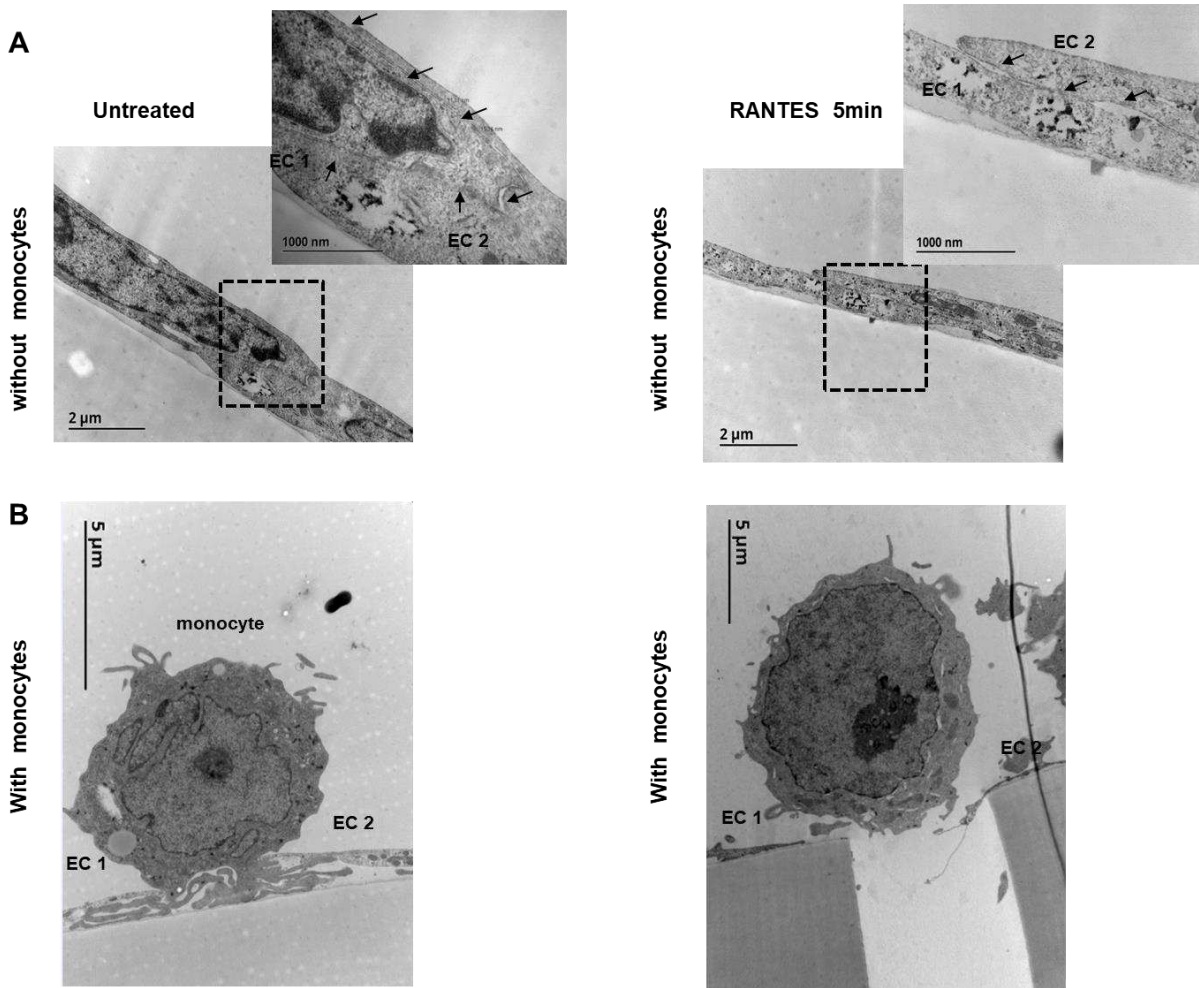 A
Untreated
EC 1
EC 2
1000 nm
2 µm
without monocytes
RANTES 5min
EC 2
EC 1
1000 nm
2 µm
without monocytes
B
5 µm
monocyte
EC 1
EC 2
With monocytes
5 µm
EC 1
EC 2
With monocytes